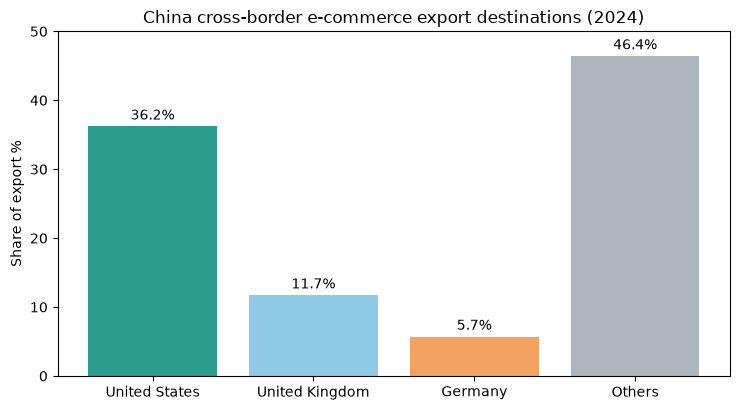 China cross-border e-commerce export destinations (2024)
Share of export %
50
40
30
20
10
0
36.2%
11.7%
5.7%
46.4%
United States
United Kingdom
Germany
Others